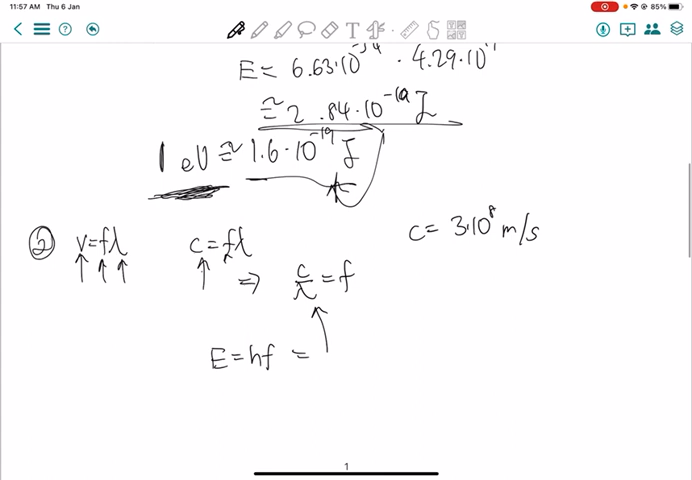 11:57 AM Thu 6 Jan
85%
E = 6.63·10^-34 · 4.29·10
≅ 2.84·10^-19 J
1 eV ≅ 1.6·10^-19 J
② v=fλ c=fλ c= 3·10^8 m/s
⇒ c/λ = f
E=hf =
1